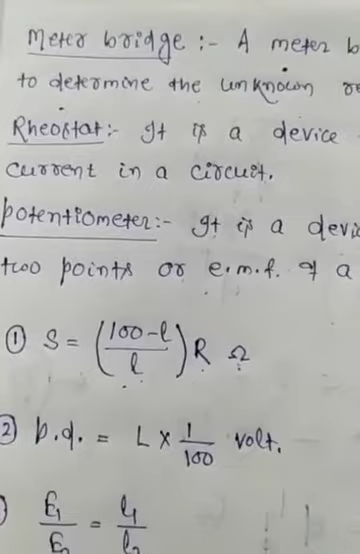 Meter bridge :- A meter b
to determine the unknown
Rheostat:- It is a device
current in a circuit.
potentiometer:- It is a devic
two points or e.m.f. of a
① S = ((100-l)/l) R Ω
② p.d. = L × 1/100 volt.
E₁/E₂ = l₁/l₂